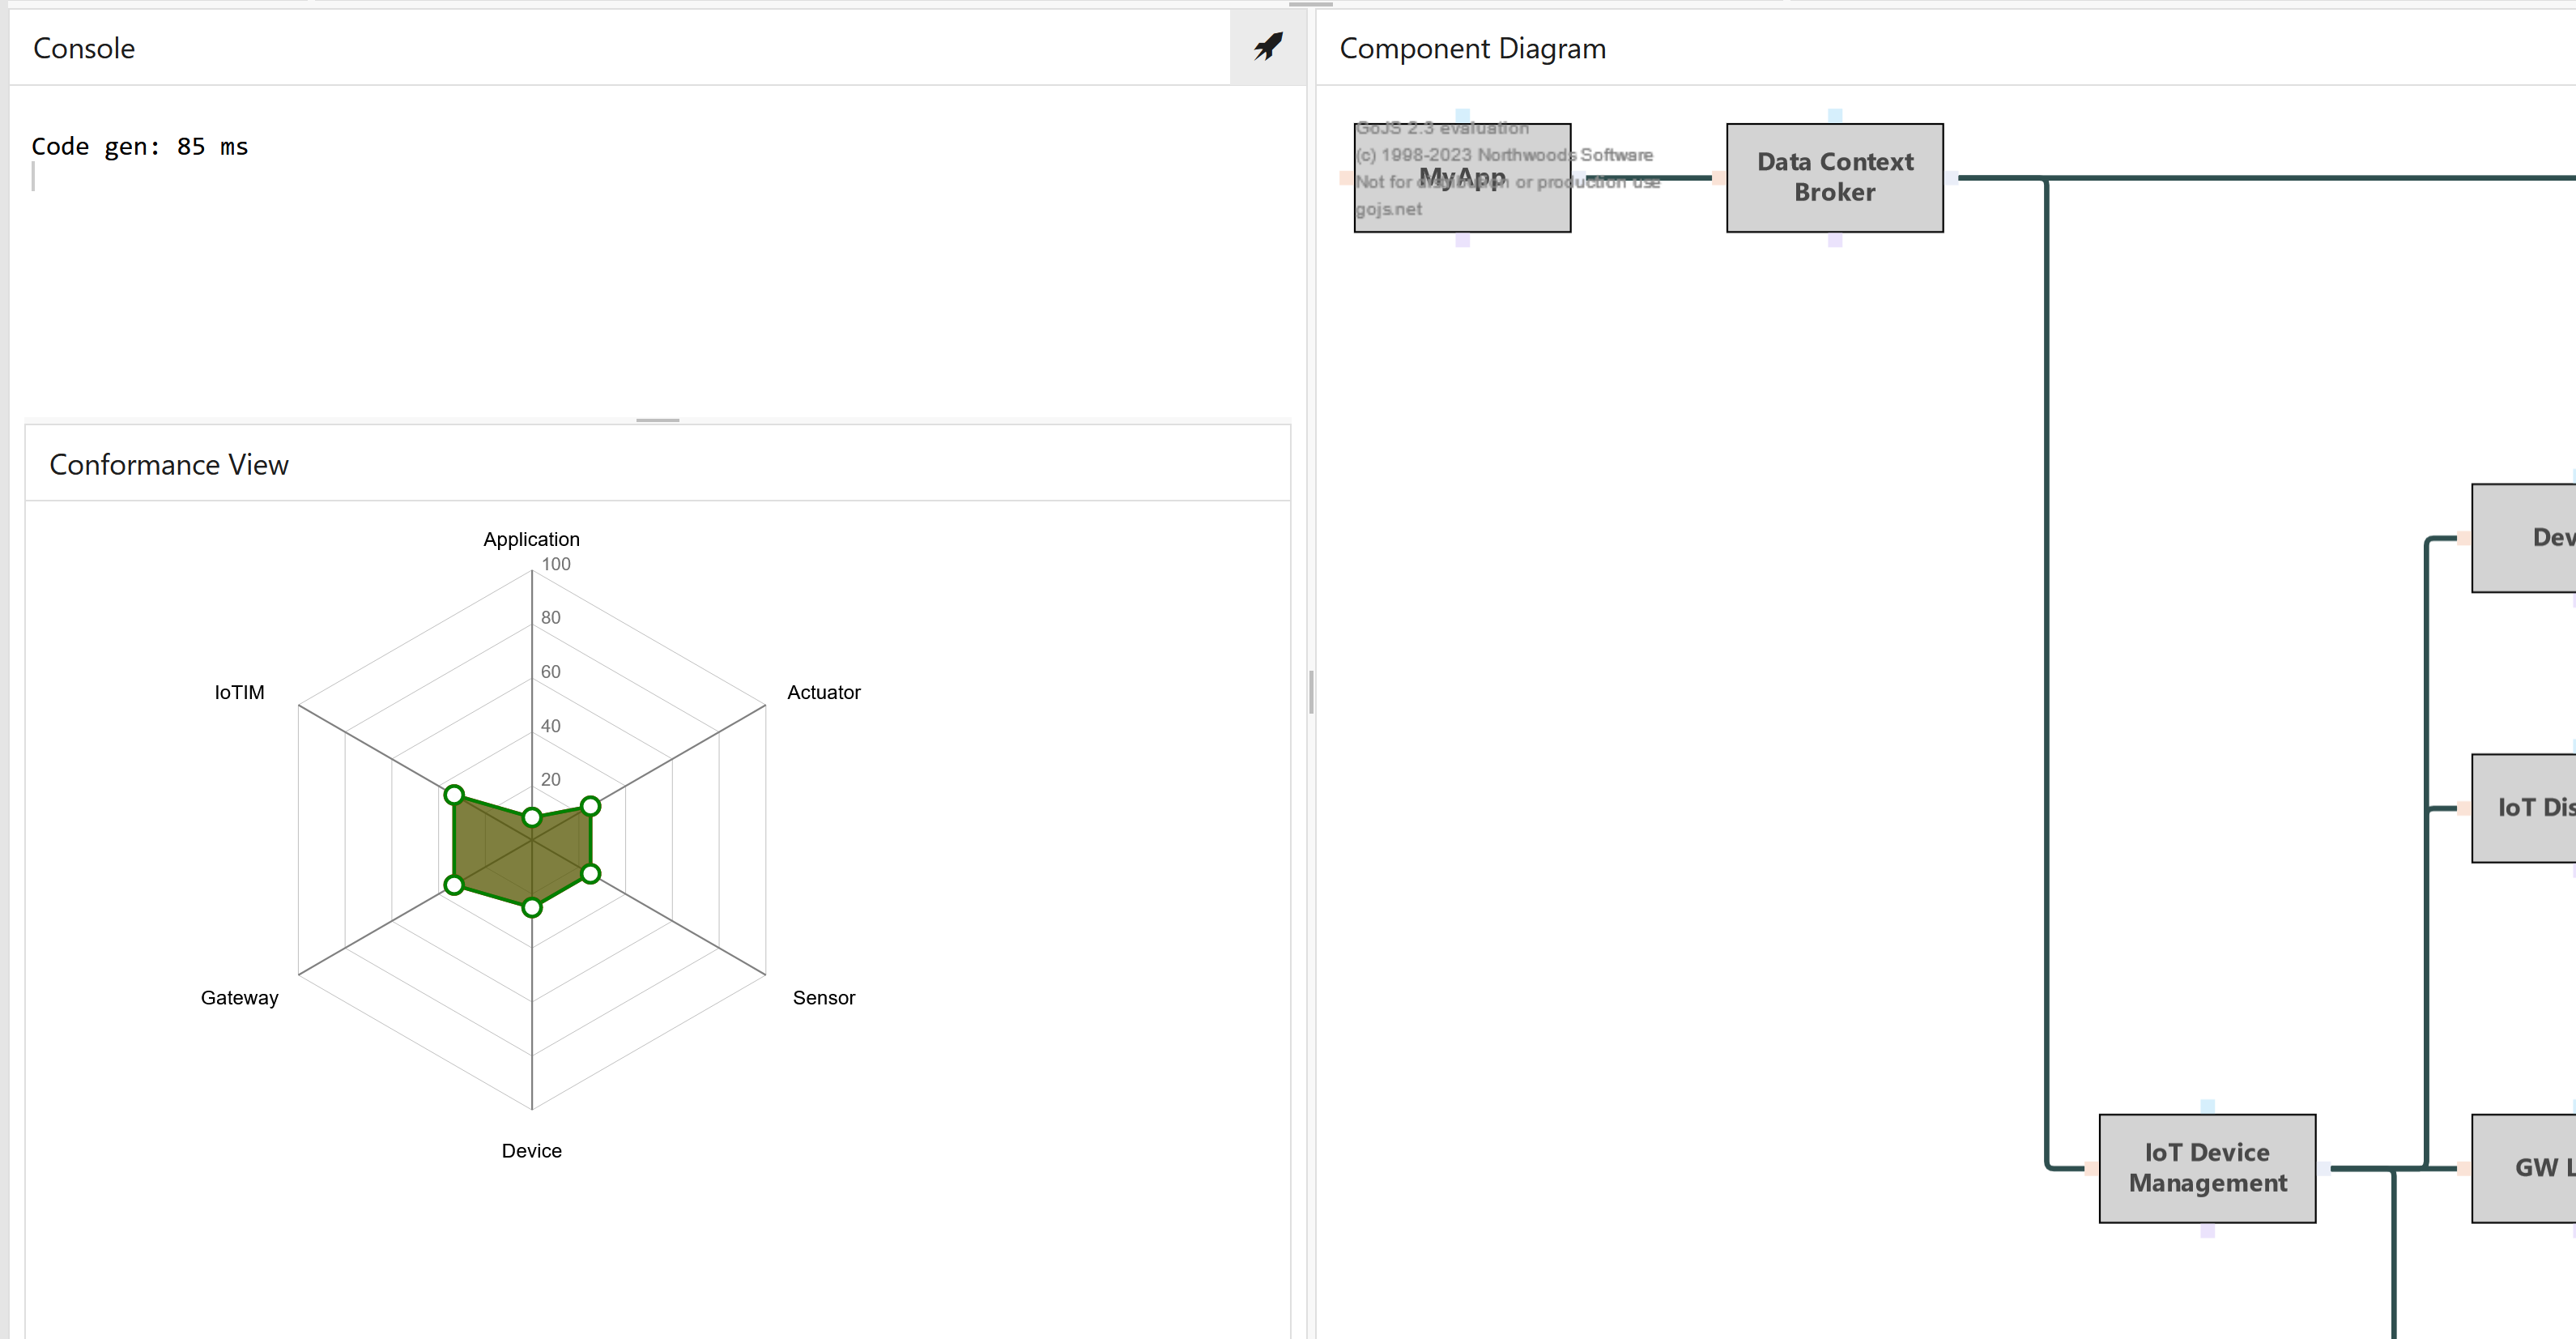 Console
Code gen: 85 ms
Conformance View
Application
100
80
60
40
20
IoTIM
Actuator
Gateway
Sensor
Device
Component Diagram
GoJS 2.3 evaluation
(c) 1998-2023 Northwoods Software
Not for distribution or production use
gojs.net
MyApp
Data Context
Broker
Dev
IoT Dis
IoT Device
Management
GW L